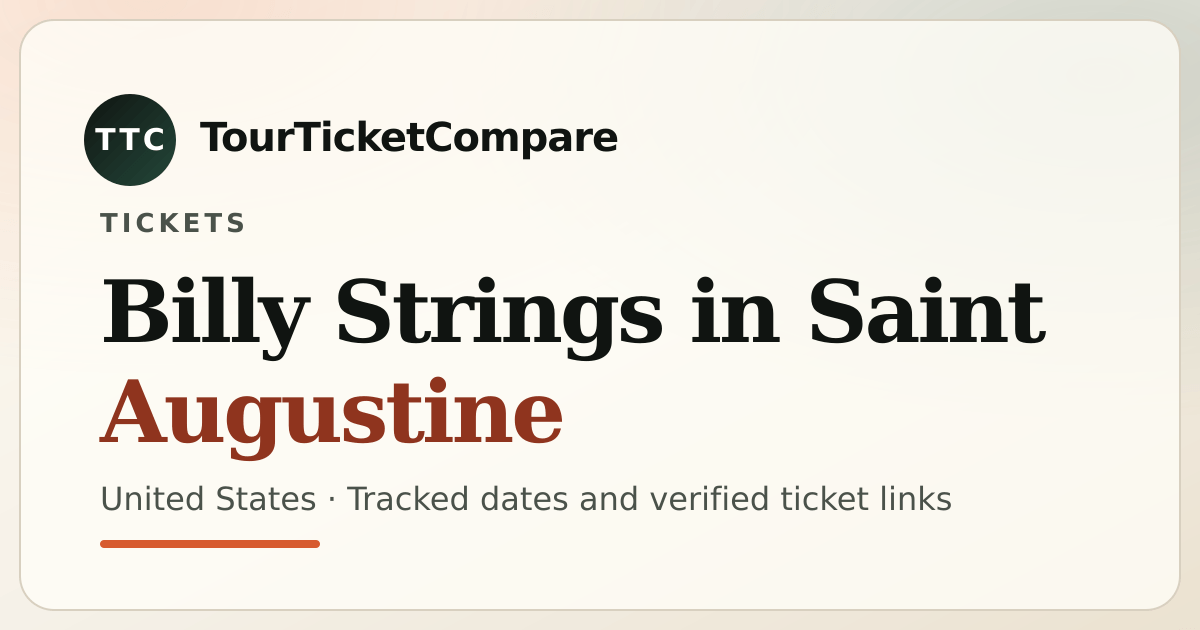 TTC TourTicketCompare
TICKETS
Billy Strings in Saint
Augustine
United States · Tracked dates and verified ticket links